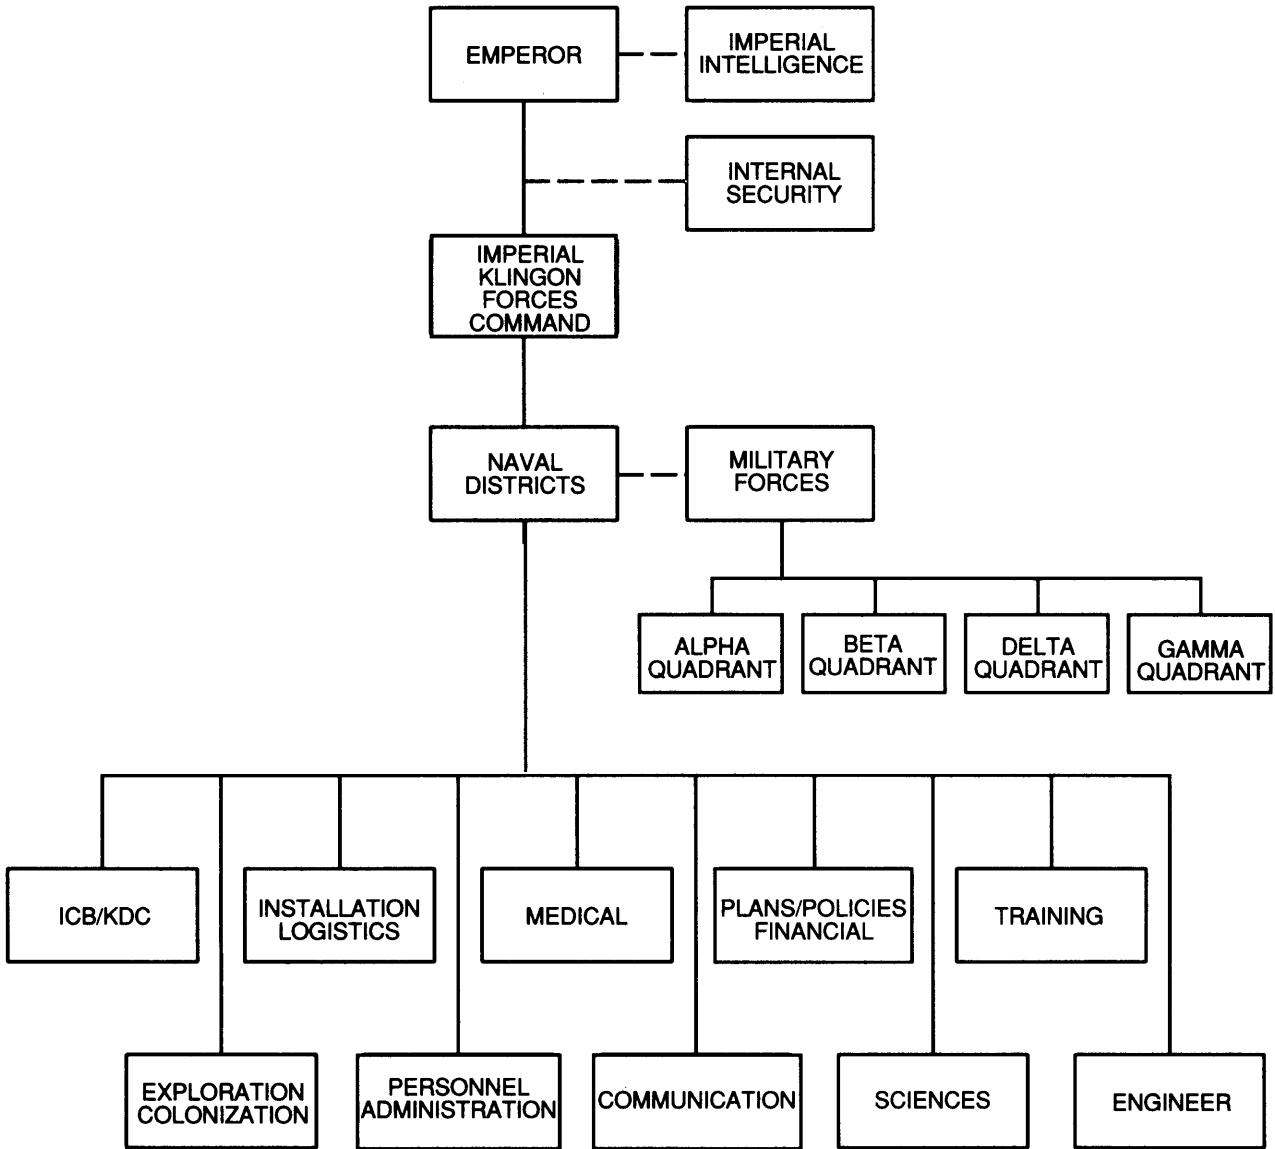 EMPEROR
IMPERIAL
INTELLIGENCE
INTERNAL
SECURITY
IMPERIAL
KLINGON
FORCES
COMMAND
NAVAL
DISTRICTS
MILITARY
FORCES
ALPHA
QUADRANT
BETA
QUADRANT
DELTA
QUADRANT
GAMMA
QUADRANT
ICB/KDC
INSTALLATION
LOGISTICS
MEDICAL
PLANS/POLICIES
FINANCIAL
TRAINING
EXPLORATION
COLONIZATION
PERSONNEL
ADMINISTRATION
COMMUNICATION
SCIENCES
ENGINEER